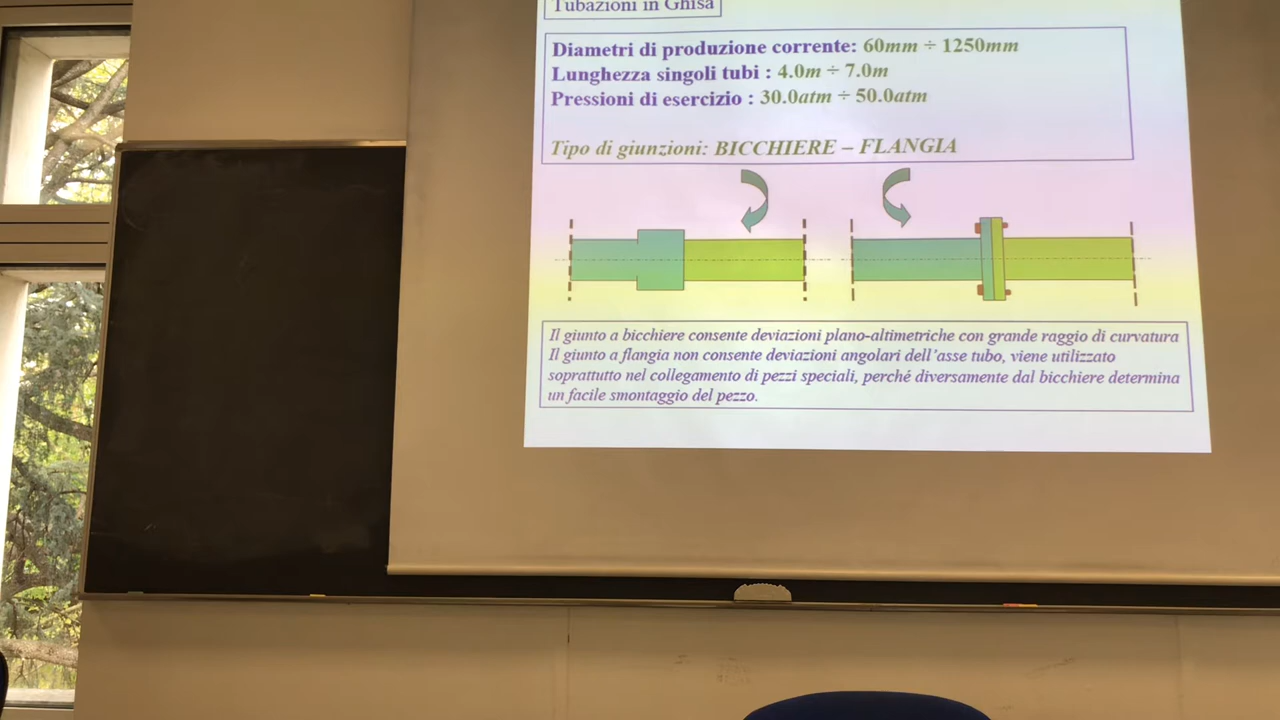 Tubazioni in Ghisa
Diametri di produzione corrente: 60mm ÷ 1250mm
Lunghezza singoli tubi : 4.0m ÷ 7.0m
Pressioni di esercizio : 30.0atm ÷ 50.0atm
Tipo di giunzioni: BICCHIERE – FLANGIA
Il giunto a bicchiere consente deviazioni plano-altimetriche con grande raggio di curvatura
Il giunto a flangia non consente deviazioni angolari dell'asse tubo, viene utilizzato
soprattutto nel collegamento di pezzi speciali, perché diversamente dal bicchiere determina
un facile smontaggio del pezzo.